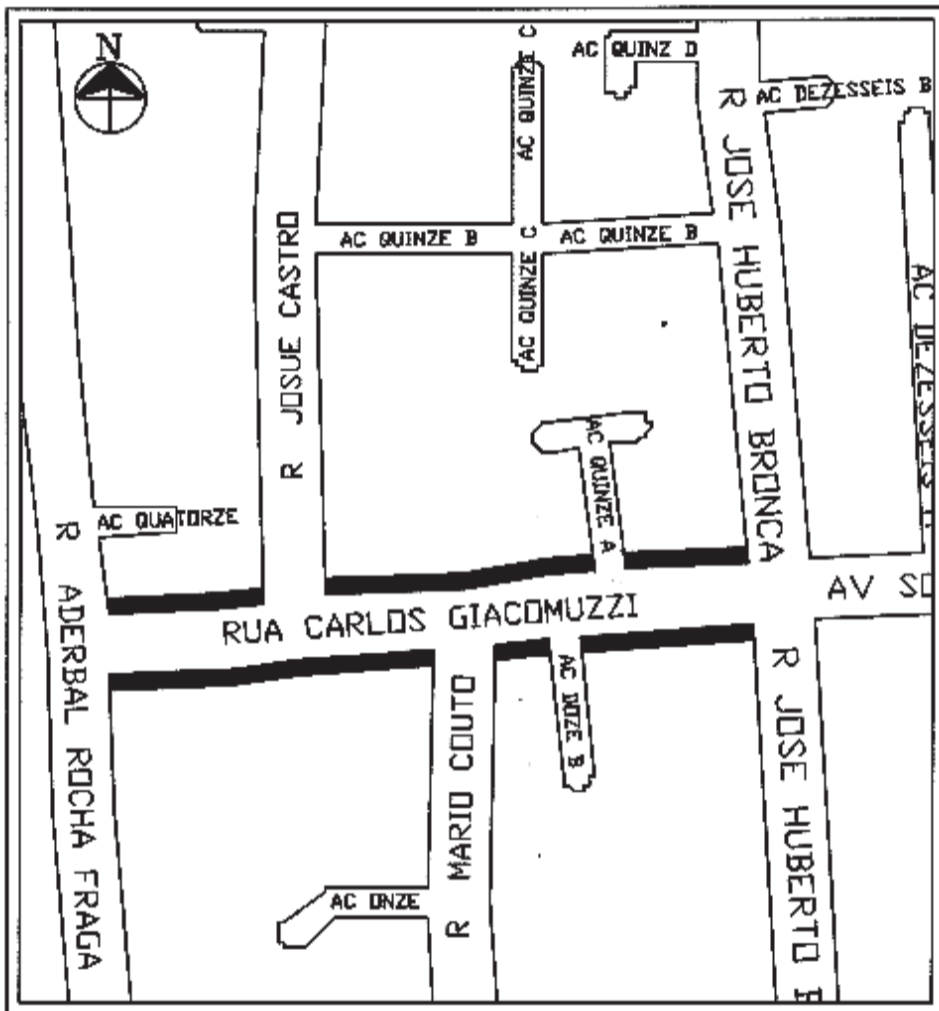 N
AC QUINZ D
AC QUINZE C
AC DEZESSEIS B
R JOSE HUBERTO BRONCA
AC QUINZE B
AC QUINZE C
AC QUINZE B
R JOSUE CASTRO
AC DEZESSEIS
AC QUINZE A
AC QUATORZE
R ADERBAL ROCHA FRAGA
RUA CARLOS GIACOMUZZI
AV SO
AC DOZE B
R MARIO COUTO
R JOSE HUBERTO B
AC ONZE